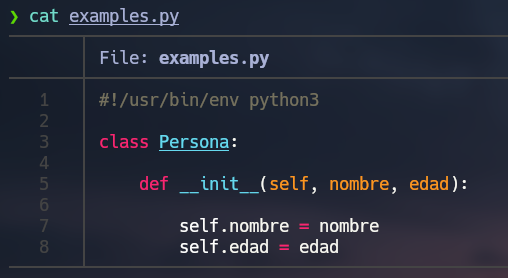 ❯ cat examples.py
File: examples.py
1 #!/usr/bin/env python3
2
3 class Persona:
4
5     def __init__(self, nombre, edad):
6
7         self.nombre = nombre
8         self.edad = edad